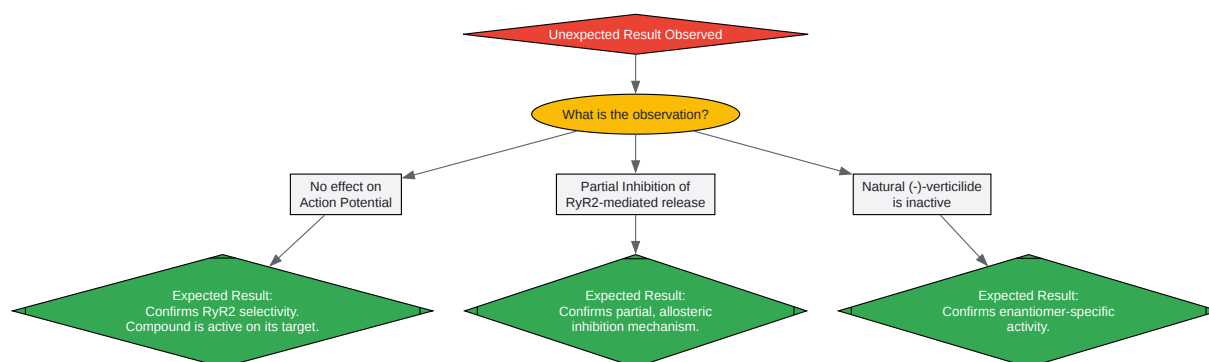 Unexpected Result Observed
What is the observation?
No effect on
Action Potential
Partial Inhibition of
RyR2-mediated release
Natural (-)-verticilide
is inactive
Expected Result:
Confirms RyR2 selectivity.
Compound is active on its target.
Expected Result:
Confirms partial, allosteric
inhibition mechanism.
Expected Result:
Confirms enantiomer-specific
activity.